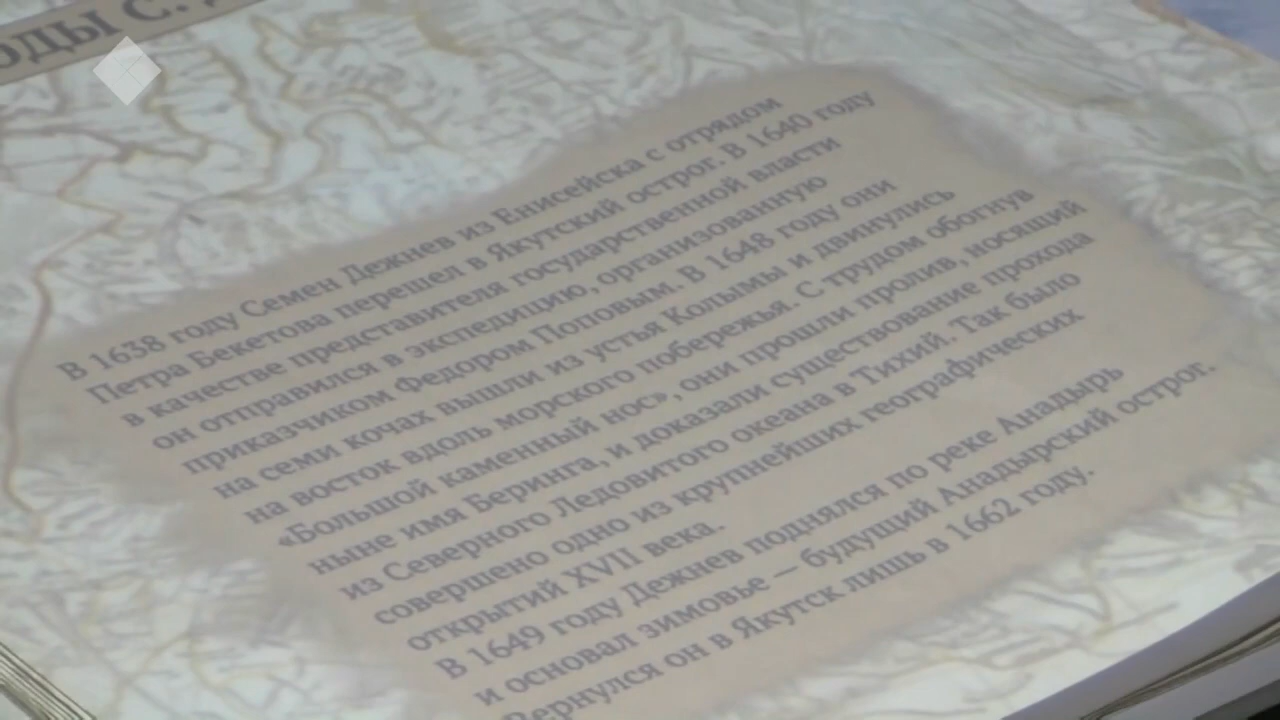 ОДЫ С.
В 1638 году Семен Дежнев из Енисейска с отрядом
Петра Бекетова перешел в Якутский острог. В 1640 году
в качестве представителя государственной власти
он отправился в экспедицию, организованную
приказчиком Федором Поповым. В 1648 году они
на семи кочах вышли из устья Колымы и двинулись
на восток вдоль морского побережья. С трудом обогнув
«Большой каменный нос», они прошли пролив, носящий
ныне имя Беринга, и доказали существование прохода
из Северного Ледовитого океана в Тихий. Так было
совершено одно из крупнейших географических
открытий XVII века.
В 1649 году Дежнев поднялся по реке Анадырь
и основал зимовье — будущий Анадырский острог.
Вернулся он в Якутск лишь в 1662 году.